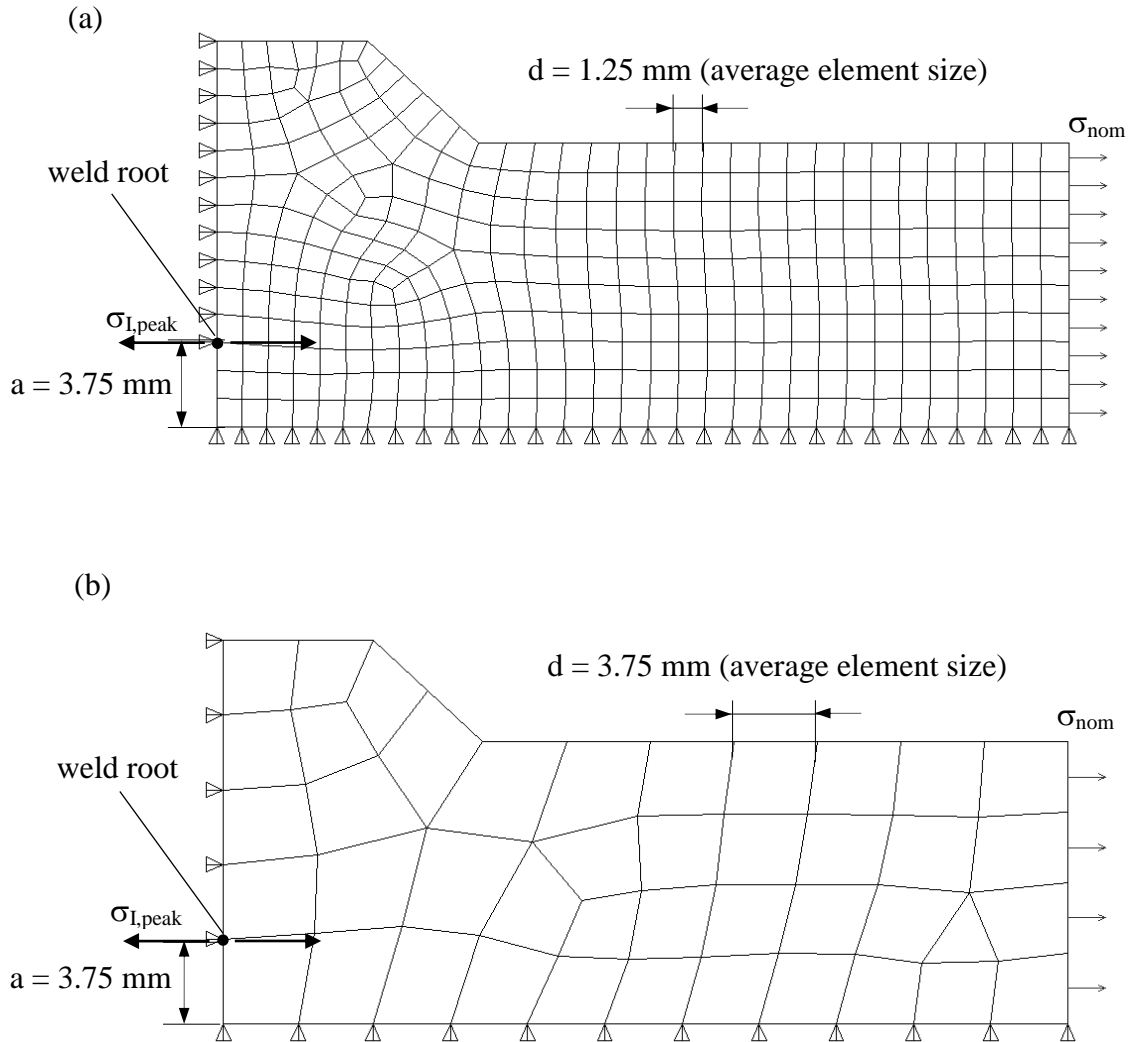 (a)
d = 1.25 mm (average element size)
σnom
weld root
σI,peak
a = 3.75 mm
(b)
d = 3.75 mm (average element size)
σnom
weld root
σI,peak
a = 3.75 mm